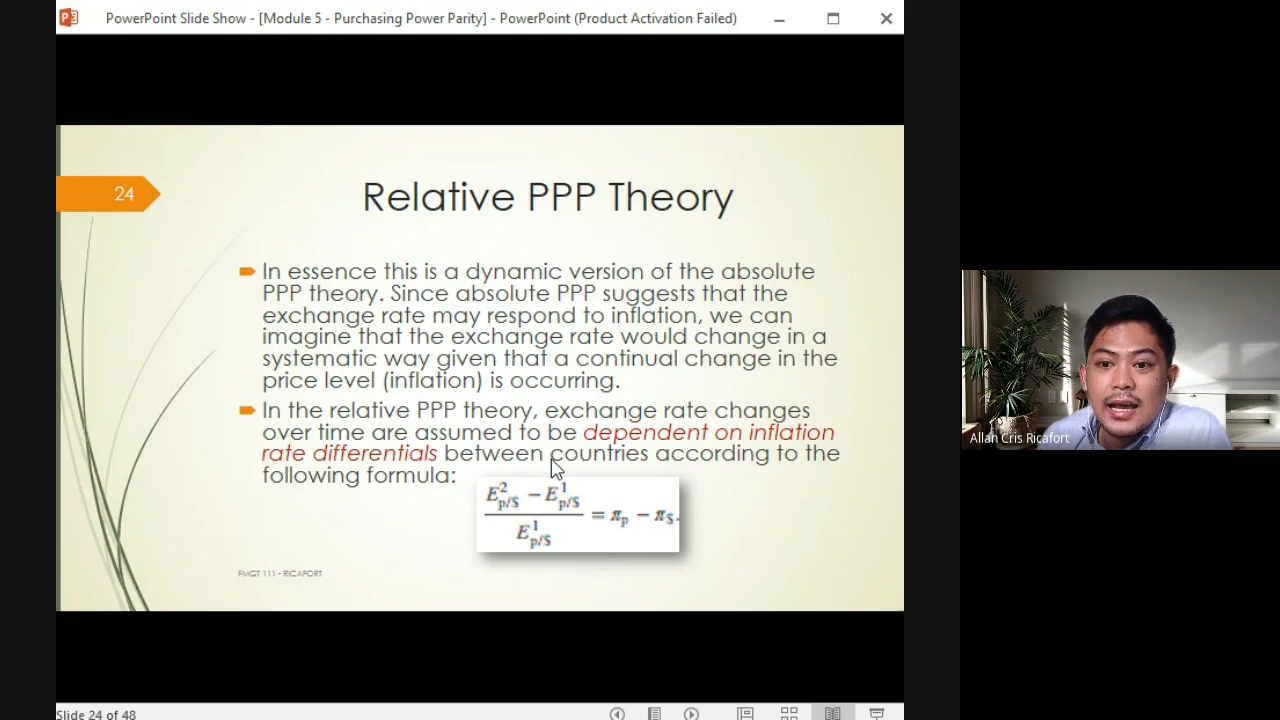 PowerPoint Slide Show - [Module 5 - Purchasing Power Parity] - PowerPoint (Product Activation Failed)
24
Relative PPP Theory
In essence this is a dynamic version of the absolute
PPP theory. Since absolute PPP suggests that the
exchange rate may respond to inflation, we can
imagine that the exchange rate would change in a
systematic way given that a continual change in the
price level (inflation) is occurring.
In the relative PPP theory, exchange rate changes
over time are assumed to be dependent on inflation
rate differentials between countries according to the
following formula:
E²p/$ − E¹p/$
= πp − π$.
E¹p/$
FMGT 111 - RICAFORT
Allan Cris Ricafort
Slide 24 of 48